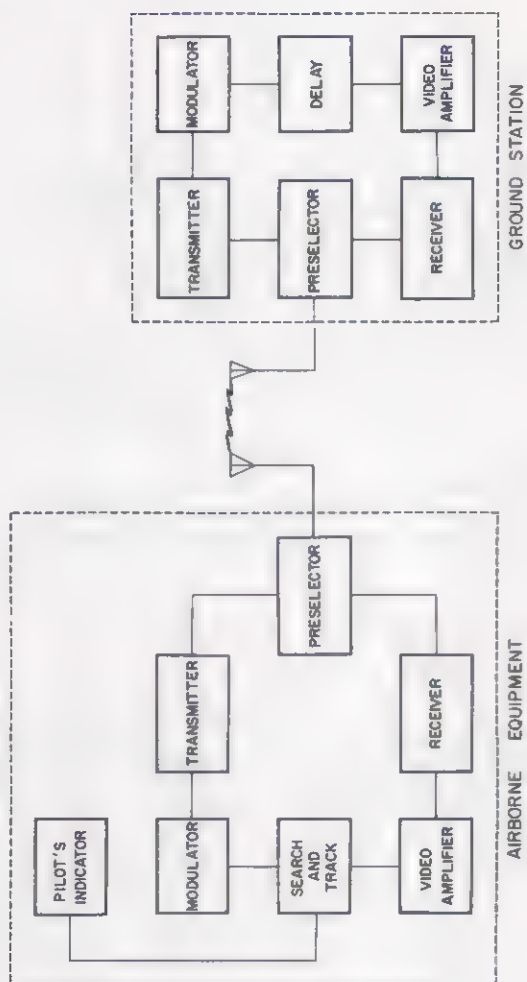 PILOT'S
INDICATOR
MODULATOR
TRANSMITTER
SEARCH
AND
TRACK
PRESELECTOR
VIDEO
AMPLIFIER
RECEIVER
AIRBORNE EQUIPMENT
TRANSMITTER
MODULATOR
PRESELECTOR
DELAY
RECEIVER
VIDEO
AMPLIFIER
GROUND STATION